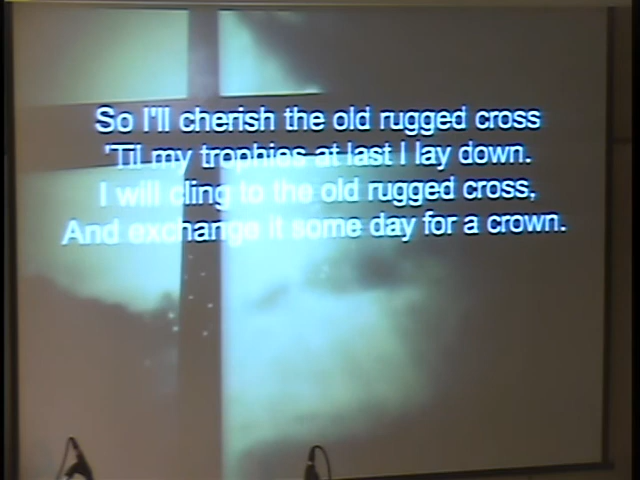 So I'll cherish the old rugged cross
'Til my trophies at last I lay down.
I will cling to the old rugged cross,
And exchange it some day for a crown.